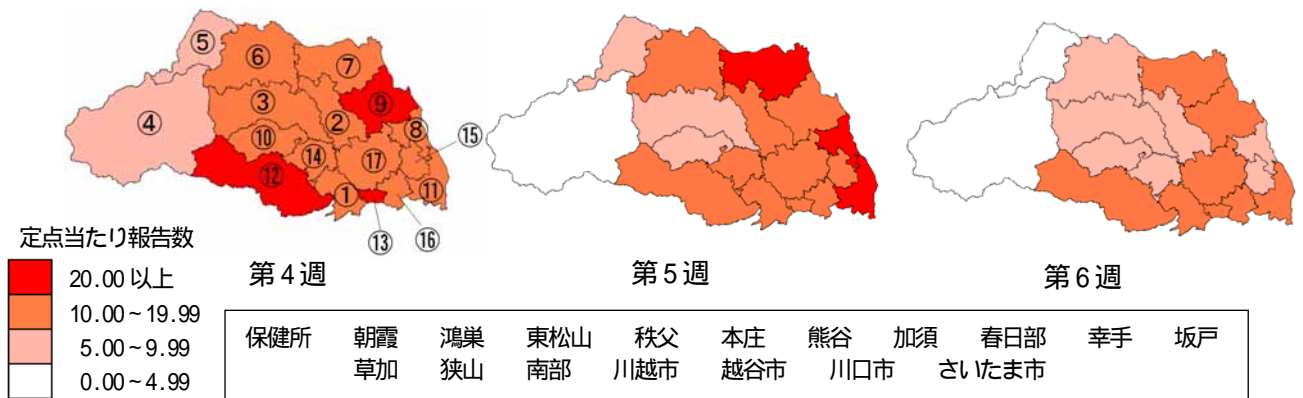 ⑤
⑥
⑦
③
⑨
④
②
⑧
⑮
⑩
⑭
⑰
⑫
①
⑪
⑬
⑯
定点当たり報告数
20.00 以上
10.00~19.99
5.00~9.99
0.00~4.99
第4週
第5週
第6週
保健所 朝霞 鴻巣 東松山 秩父 本庄 熊谷 加須 春日部 幸手 坂戸
草加 狭山 南部 川越市 越谷市 川口市 さいたま市